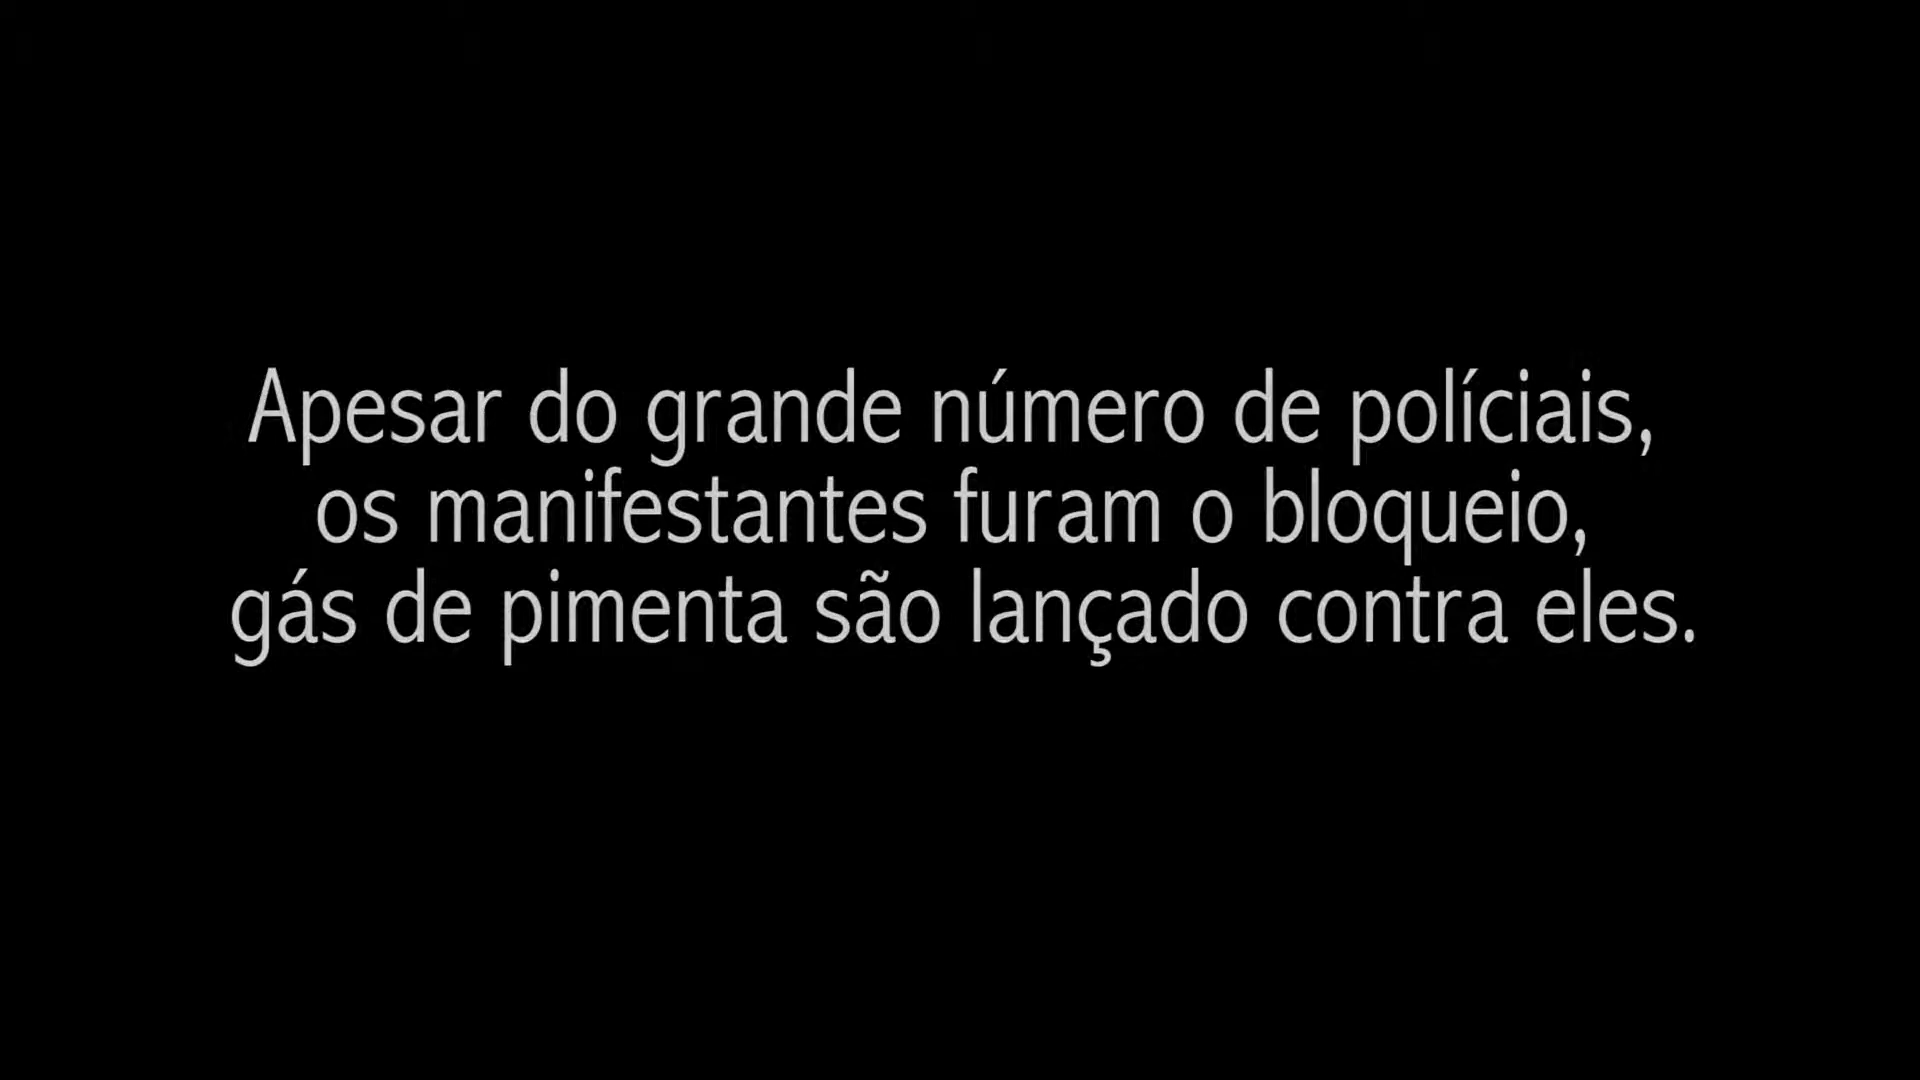 Apesar do grande número de políciais,
os manifestantes furam o bloqueio,
gás de pimenta são lançado contra eles.